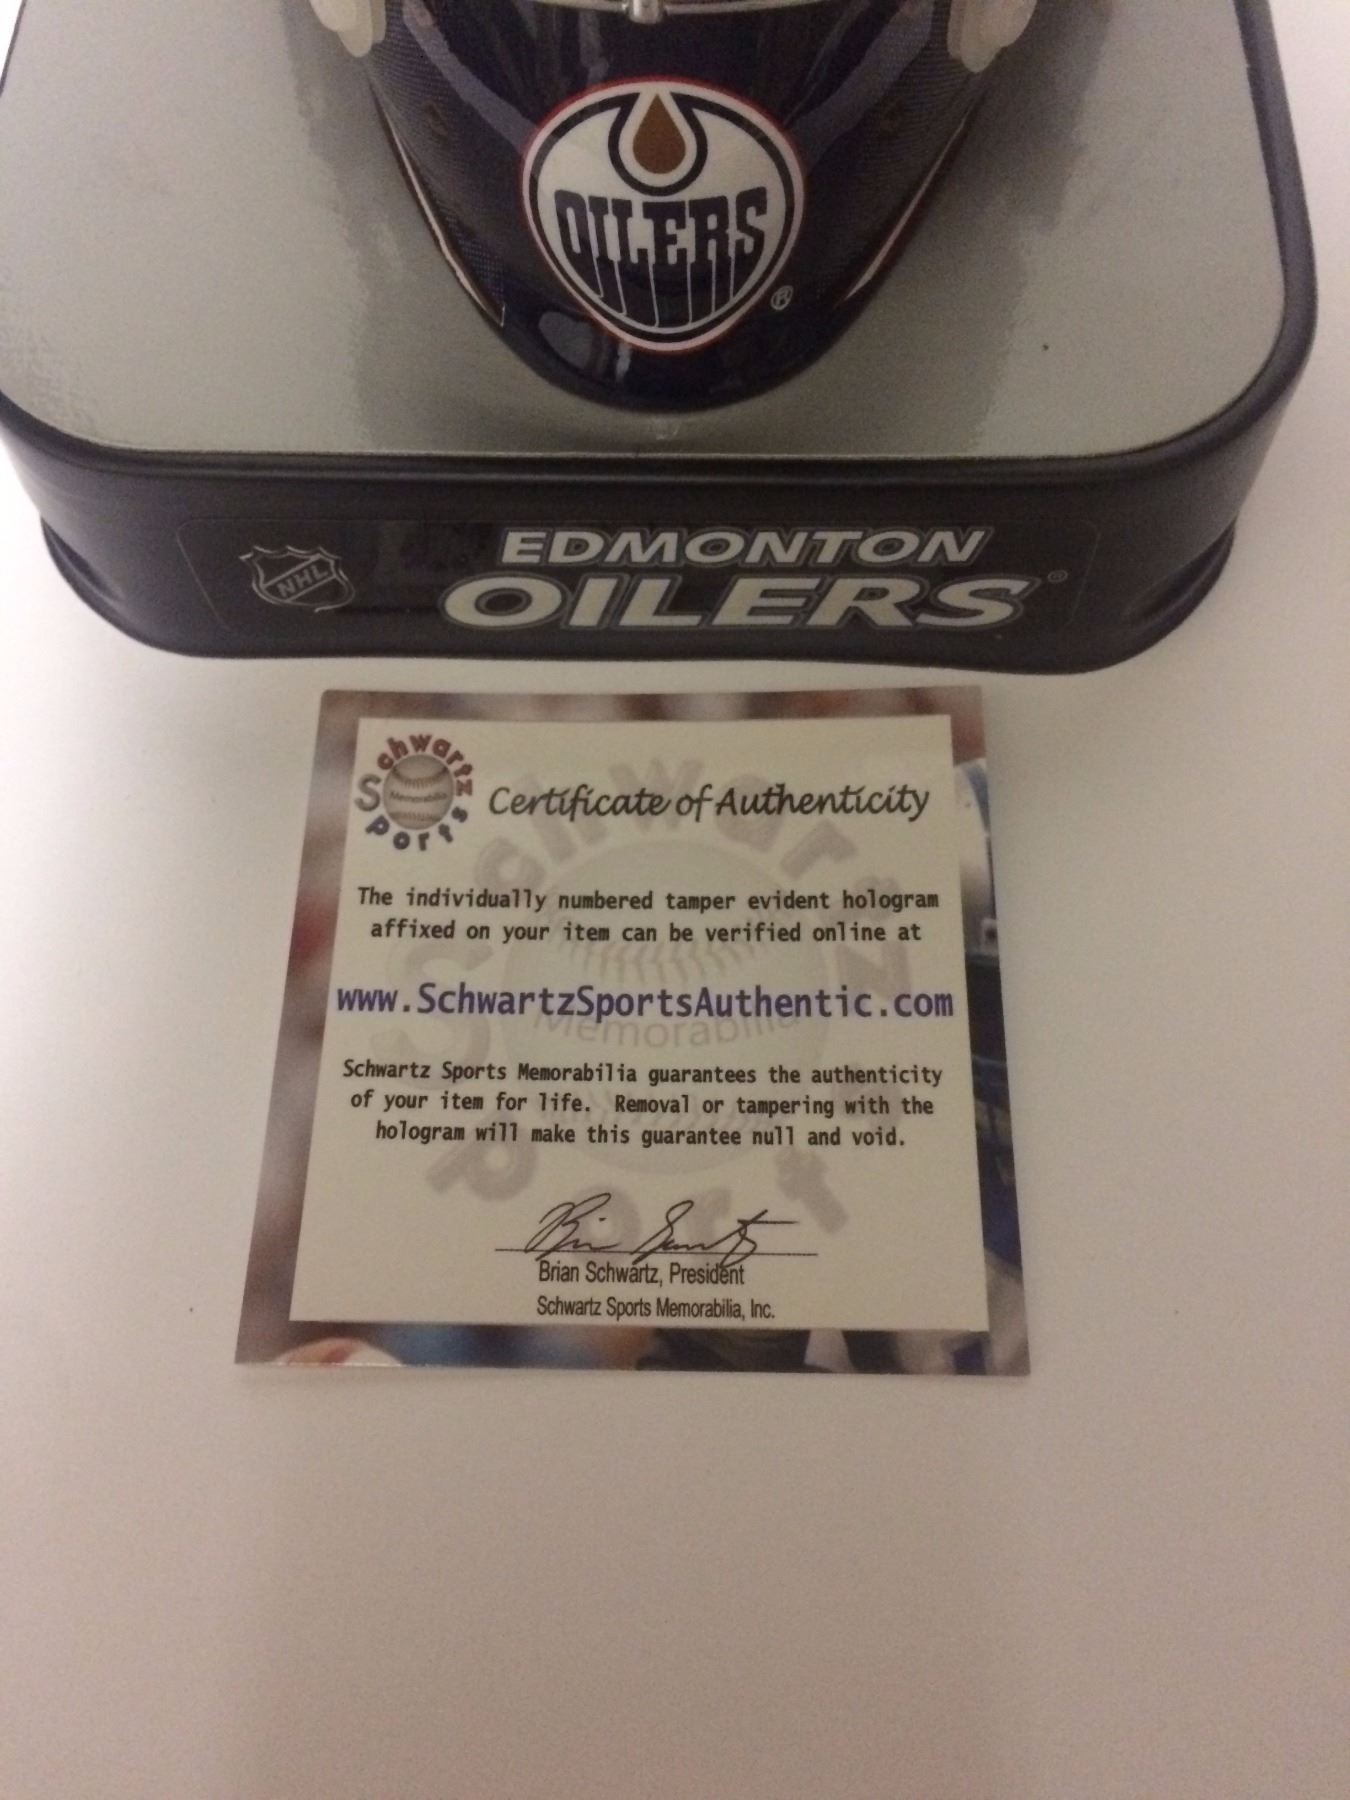 OILERS
®
NHL
EDMONTON
OILERS®
Schwartz
Sports
Memorabilia
Certificate of Authenticity
The individually numbered tamper evident hologram
affixed on your item can be verified online at
www.SchwartzSportsAuthentic.com
Schwartz Sports Memorabilia guarantees the authenticity
of your item for life. Removal or tampering with the
hologram will make this guarantee null and void.
Brian Schwartz
Brian Schwartz, President
Schwartz Sports Memorabilia, Inc.